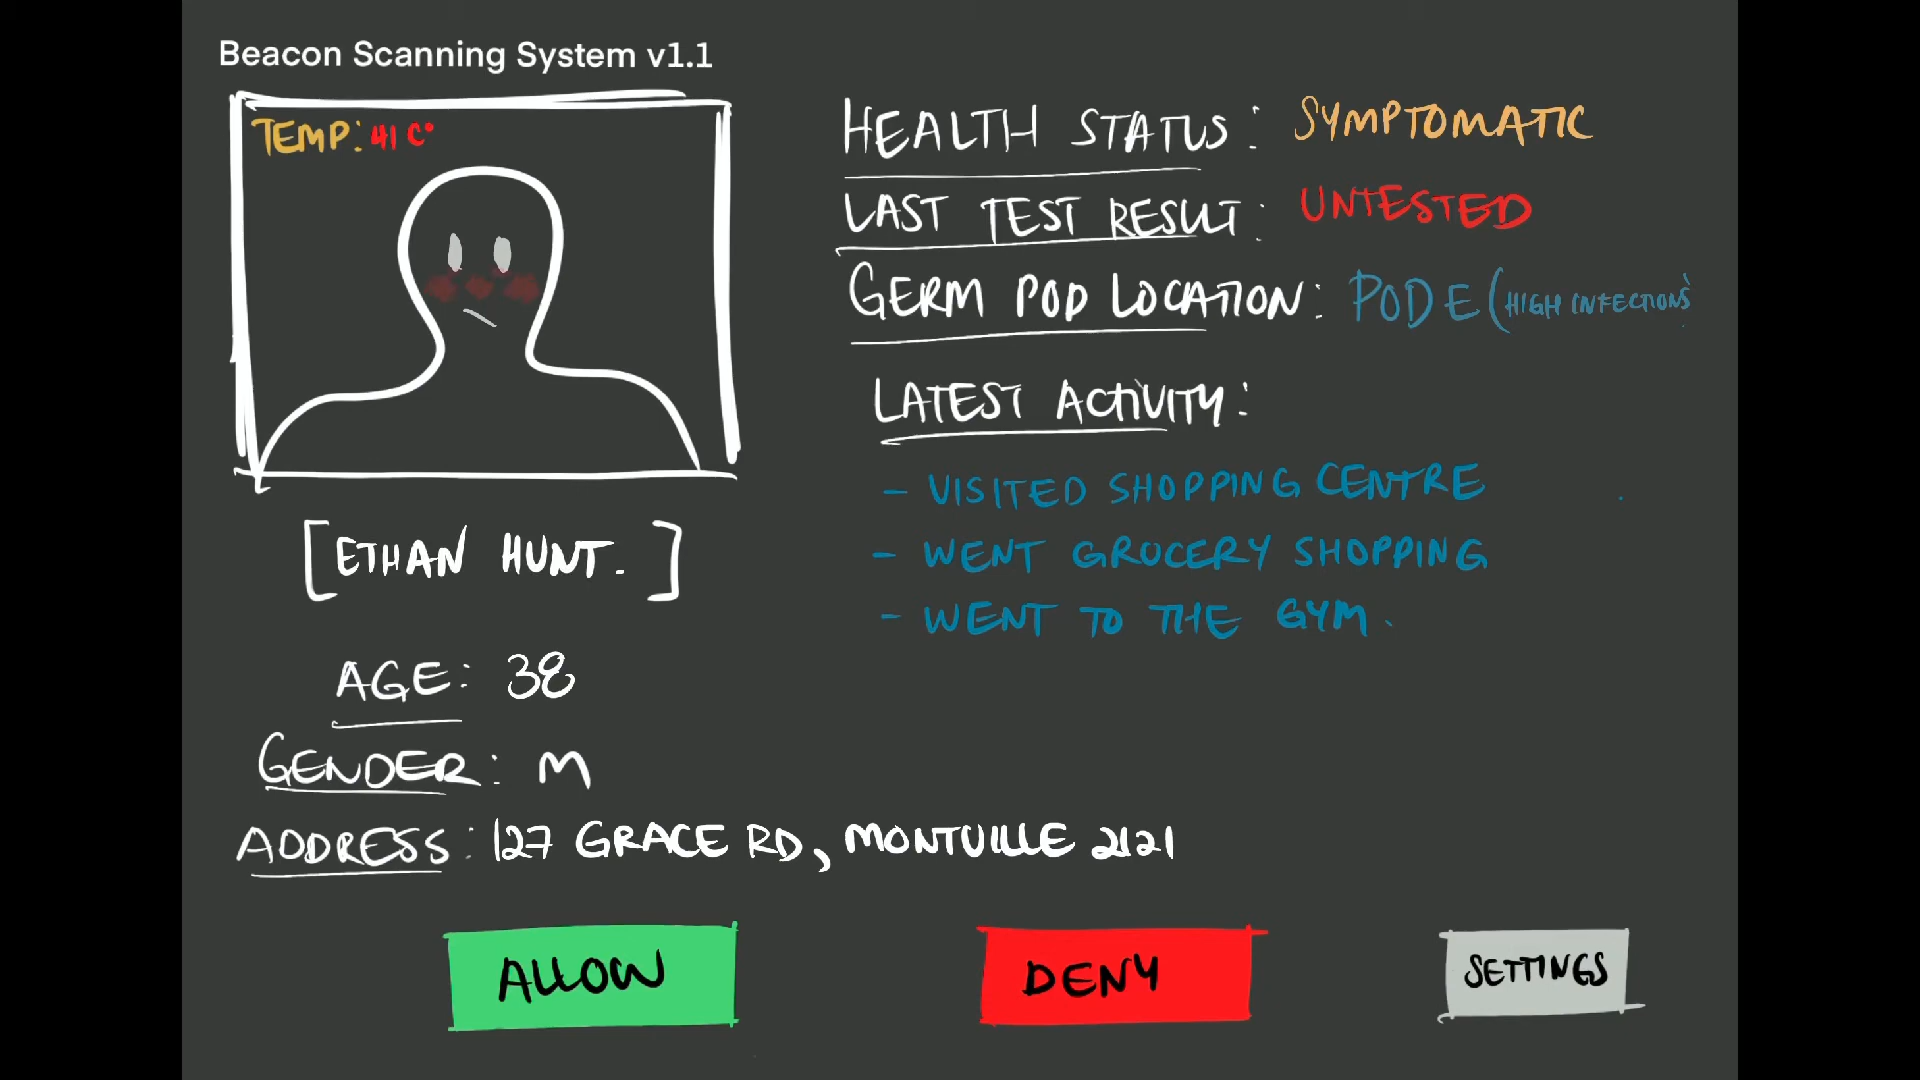 Beacon Scanning System v1.1
TEMP: 41 C°
[ETHAN HUNT.]
AGE: 38
GENDER: M
ADDRESS: 127 GRACE RD, MONTVILLE 2121
HEALTH STATUS: SYMPTOMATIC
LAST TEST RESULT: UNTESTED
GERM POD LOCATION: POD E (HIGH INFECTIONS)
LATEST ACTIVITY:
- VISITED SHOPPING CENTRE
- WENT GROCERY SHOPPING
- WENT TO THE GYM.
ALLOW
DENY
SETTINGS